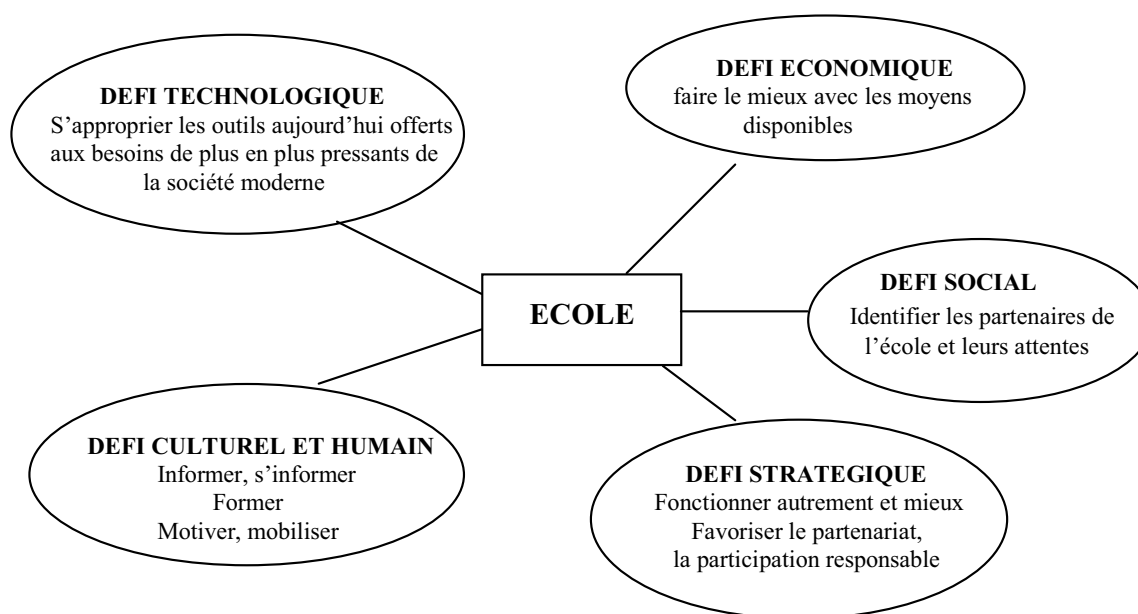 DEFI TECHNOLOGIQUE
S’approprier les outils aujourd’hui offerts
aux besoins de plus en plus pressants de
la société moderne
DEFI ECONOMIQUE
faire le mieux avec les moyens
disponibles
ECOLE
DEFI SOCIAL
Identifier les partenaires de
l’école et leurs attentes
DEFI CULTUREL ET HUMAIN
Informer, s’informer
Former
Motiver, mobiliser
DEFI STRATEGIQUE
Fonctionner autrement et mieux
Favoriser le partenariat,
la participation responsable